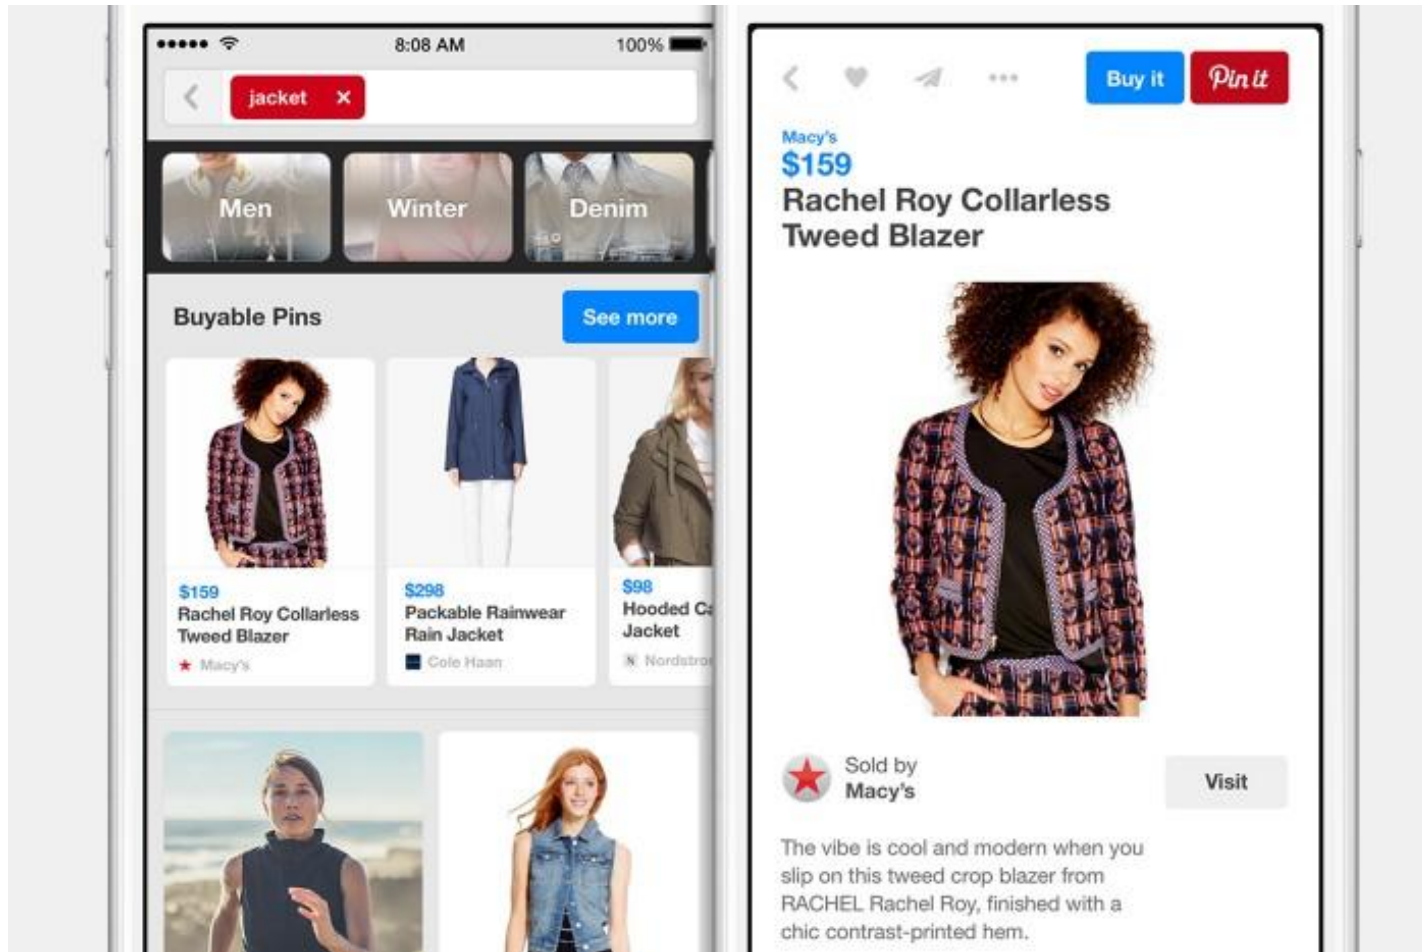 8:08 AM
100%
jacket
Men
Winter
Denim
Buyable Pins
See more
$159
Rachel Roy Collarless
Tweed Blazer
Macy's
$298
Packable Rainwear
Rain Jacket
Cole Haan
$98
Hooded
Jacket
N
Buy it
Pin it
Macy's
$159
Rachel Roy Collarless
Tweed Blazer
Sold by
Macy's
Visit
The vibe is cool and modern when you
slip on this tweed crop blazer from
RACHEL Rachel Roy, finished with a
chic contrast-printed hem.